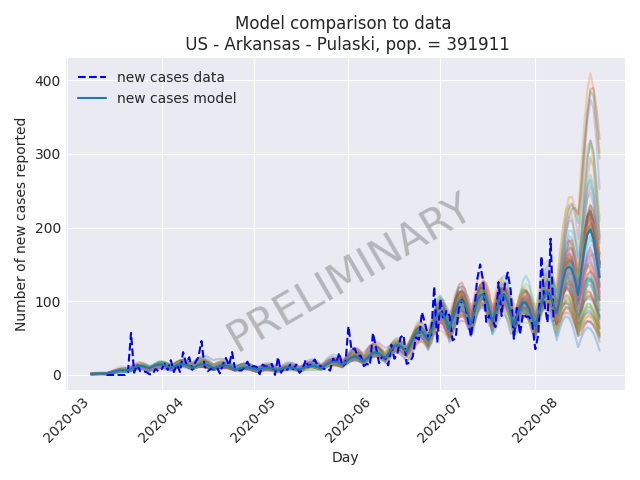 Model comparison to data
US - Arkansas - Pulaski, pop. = 391911
new cases data
new cases model
Number of new cases reported
400
300
200
100
0
PRELIMINARY
2020-03
2020-04
2020-05
2020-06
2020-07
2020-08
Day